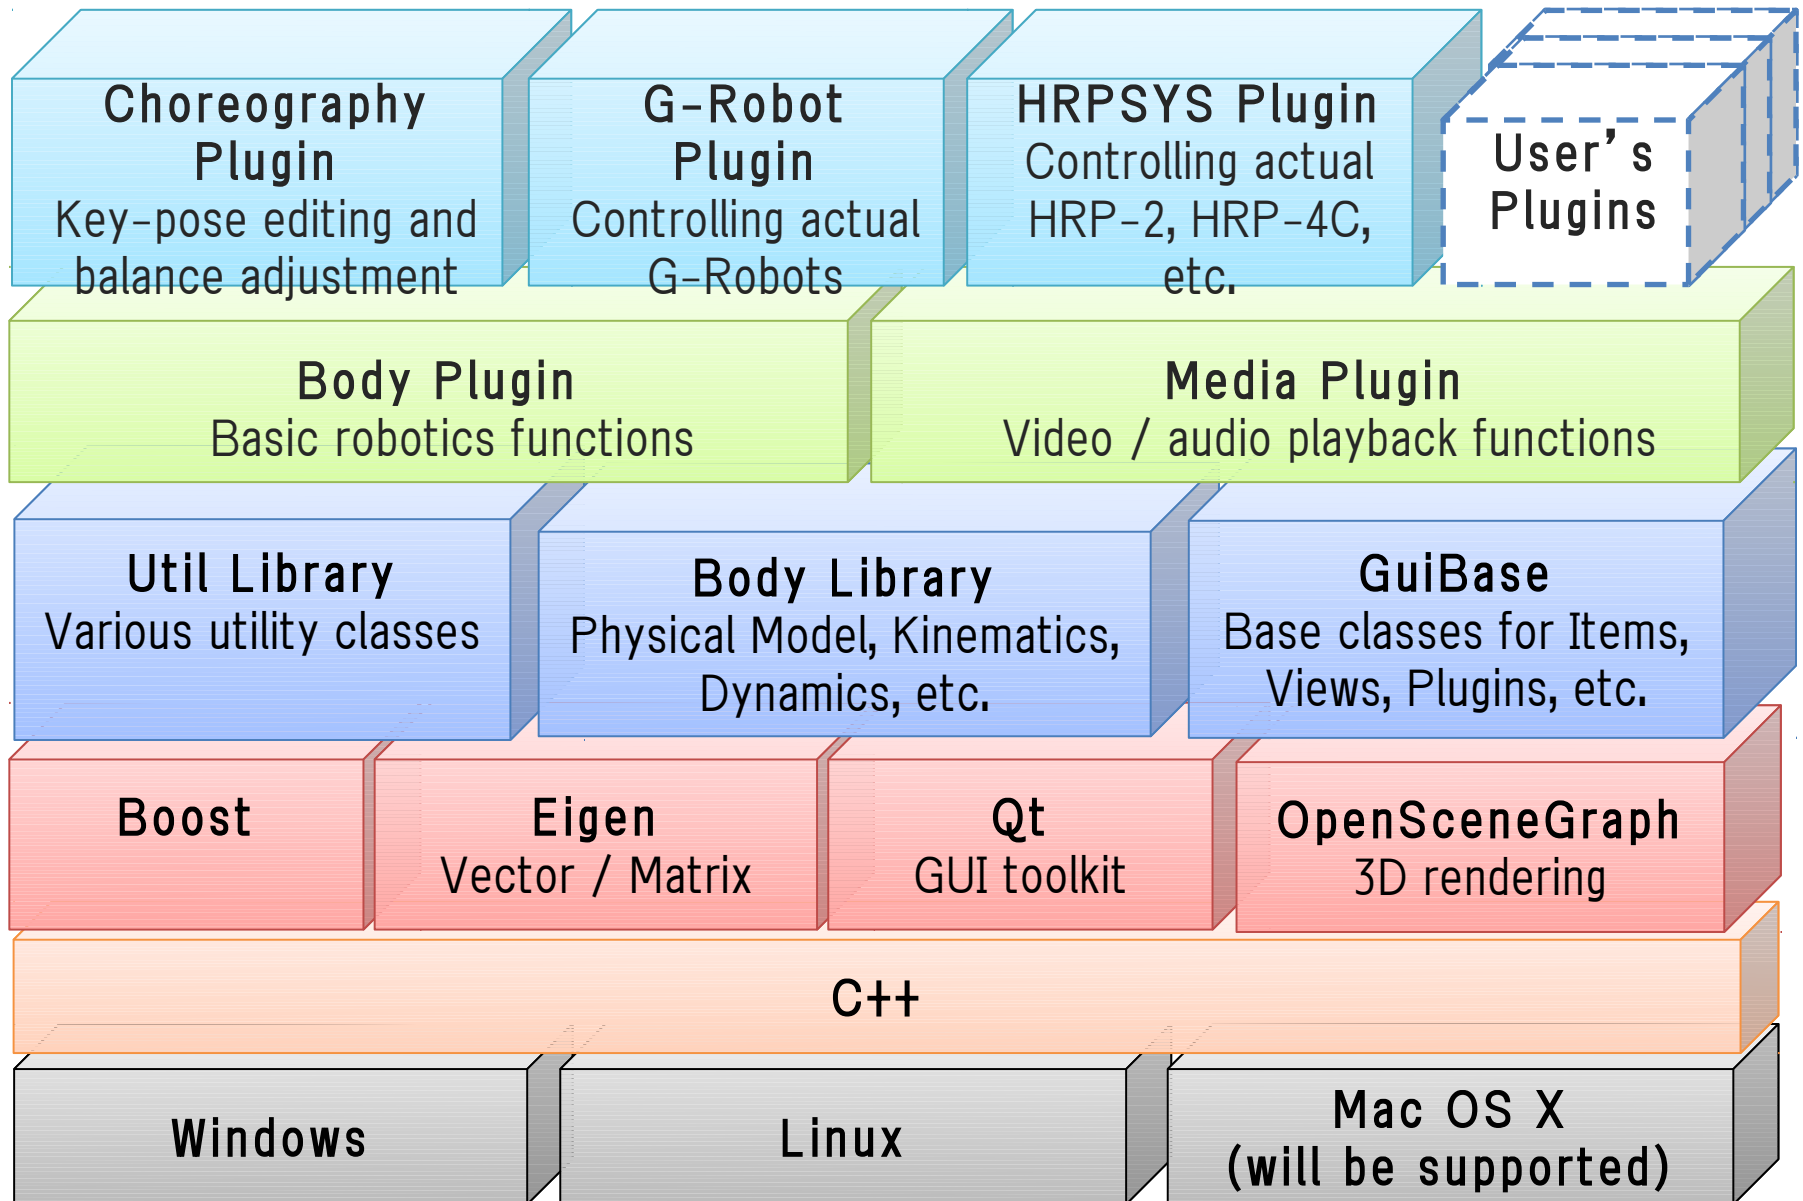 Choreography
Plugin
Key-pose editing and
balance adjustment
G-Robot
Plugin
Controlling actual
G-Robots
HRPSYS Plugin
Controlling actual
HRP-2, HRP-4C,
etc.
User's
Plugins
Body Plugin
Basic robotics functions
Media Plugin
Video / audio playback functions
Util Library
Various utility classes
Body Library
Physical Model, Kinematics,
Dynamics, etc.
GuiBase
Base classes for Items,
Views, Plugins, etc.
Boost
Eigen
Vector / Matrix
Qt
GUI toolkit
OpenSceneGraph
3D rendering
C++
Windows
Linux
Mac OS X
(will be supported)